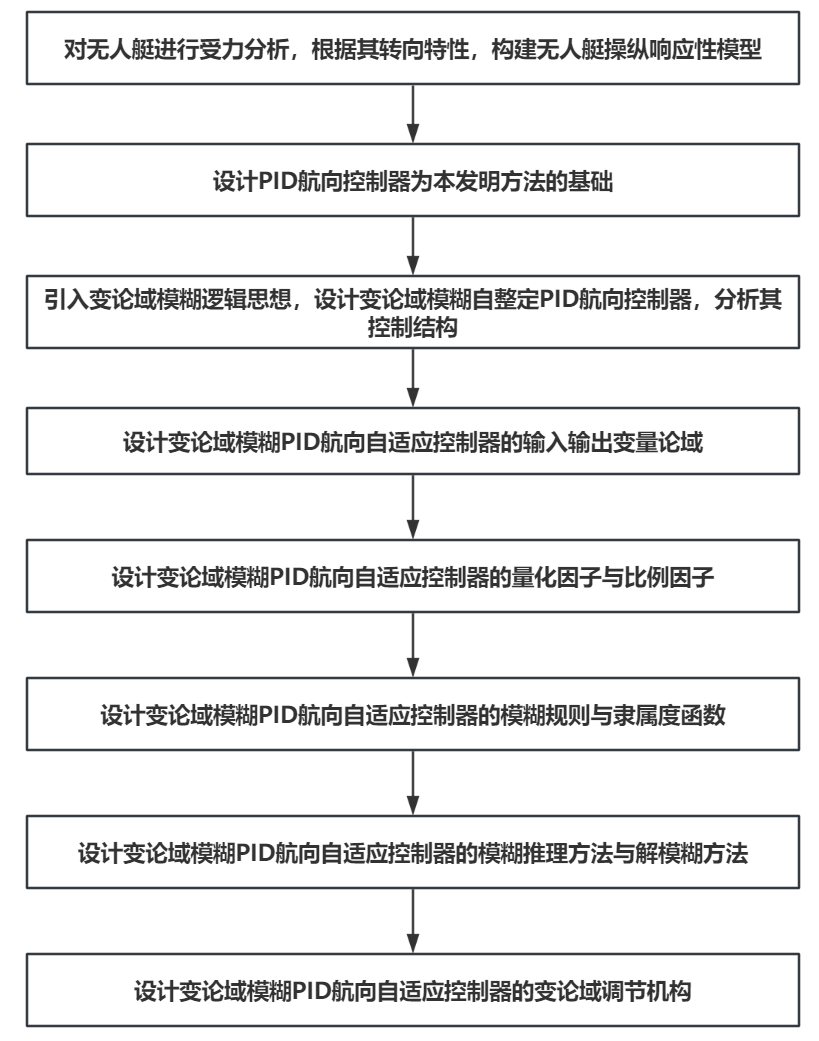 对无人艇进行受力分析，根据其转向特性，构建无人艇操纵响应性模型
设计PID航向控制器为本发明方法的基础
引入变论域模糊逻辑思想，设计变论域模糊自整定PID航向控制器，分析其
控制结构
设计变论域模糊PID航向自适应控制器的输入输出变量论域
设计变论域模糊PID航向自适应控制器的量化因子与比例因子
设计变论域模糊PID航向自适应控制器的模糊规则与隶属度函数
设计变论域模糊PID航向自适应控制器的模糊推理方法与解模糊方法
设计变论域模糊PID航向自适应控制器的变论域调节机构